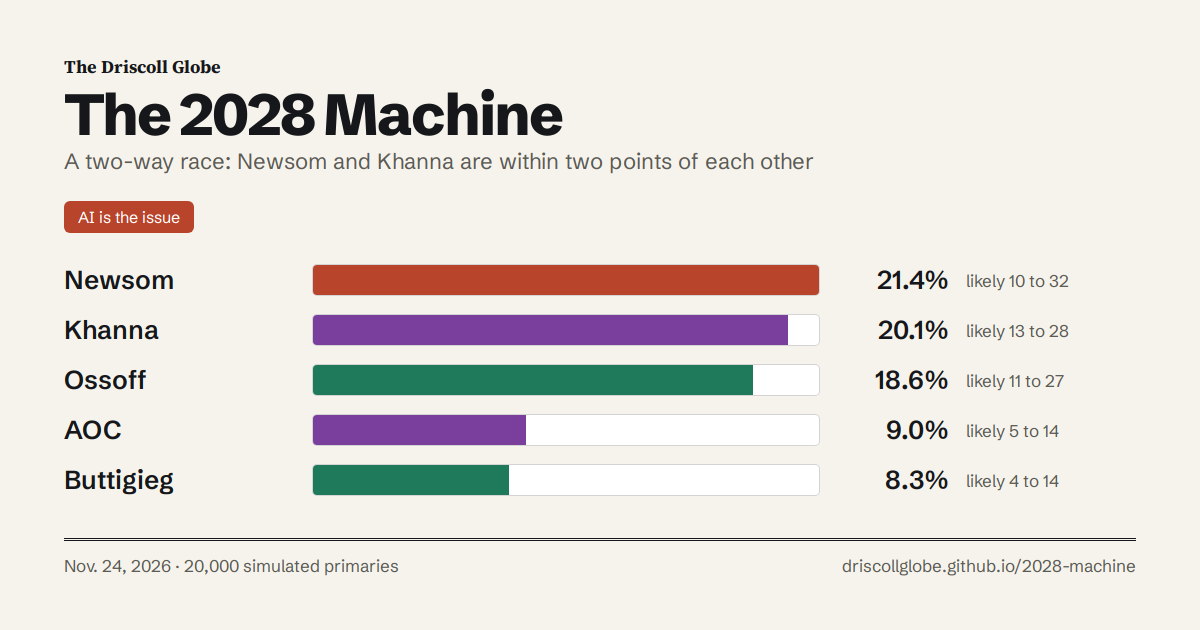 The Driscoll Globe
The 2028 Machine
A two-way race: Newsom and Khanna are within two points of each other
AI is the issue
Newsom 21.4% likely 10 to 32
Khanna 20.1% likely 13 to 28
Ossoff 18.6% likely 11 to 27
AOC 9.0% likely 5 to 14
Buttigieg 8.3% likely 4 to 14
Nov. 24, 2026 · 20,000 simulated primaries driscollglobe.github.io/2028-machine